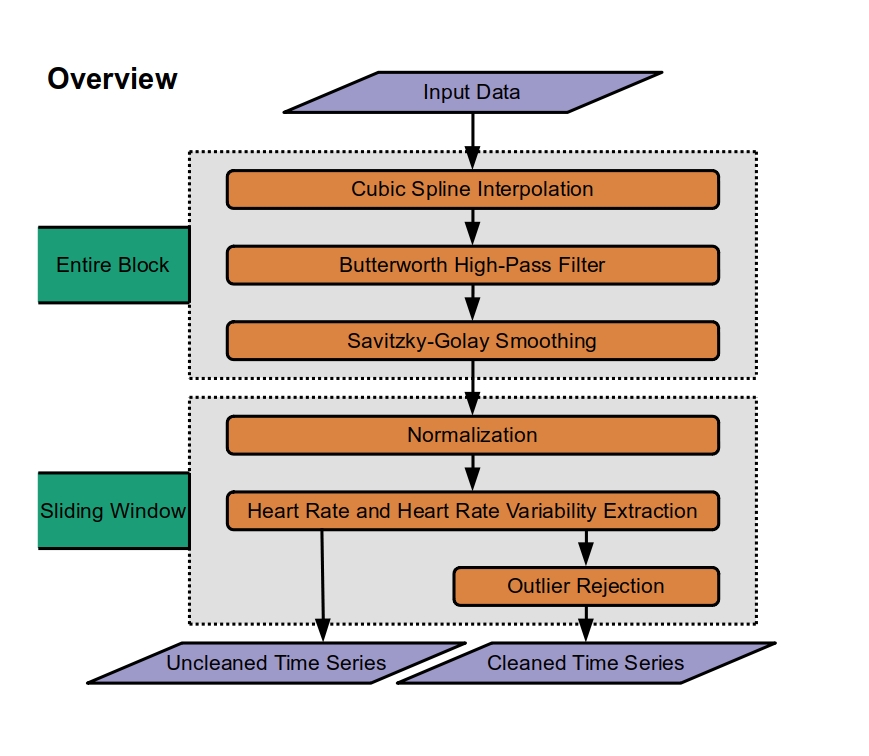 Overview
Input Data
Cubic Spline Interpolation
Entire Block
Butterworth High-Pass Filter
Savitzky-Golay Smoothing
Normalization
Sliding Window
Heart Rate and Heart Rate Variability Extraction
Outlier Rejection
Uncleaned Time Series
Cleaned Time Series